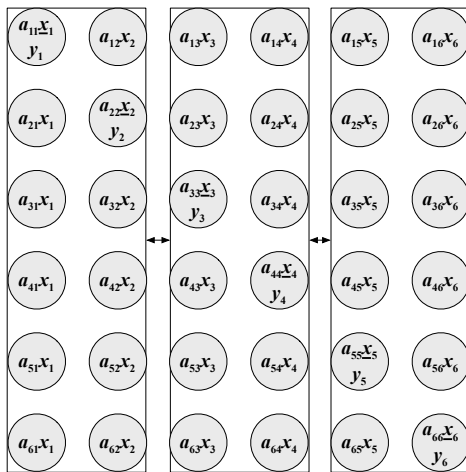 a₁₁x₁ a₁₂x₂ a₁₃x₃ a₁₄x₄ a₁₅x₅ a₁₆x₆
y₁
a₂₁x₁ a₂₂x₂ a₂₃x₃ a₂₄x₄ a₂₅x₅ a₂₆x₆
y₂
a₃₁x₁ a₃₂x₂ a₃₃x₃ a₃₄x₄ a₃₅x₅ a₃₆x₆
y₃
a₄₁x₁ a₄₂x₂ a₄₃x₃ a₄₄x₄ a₄₅x₅ a₄₆x₆
y₄
a₅₁x₁ a₅₂x₂ a₅₃x₃ a₅₄x₄ a₅₅x₅ a₅₆x₆
y₅
a₆₁x₁ a₆₂x₂ a₆₃x₃ a₆₄x₄ a₆₅x₅ a₆₆x₆
y₆